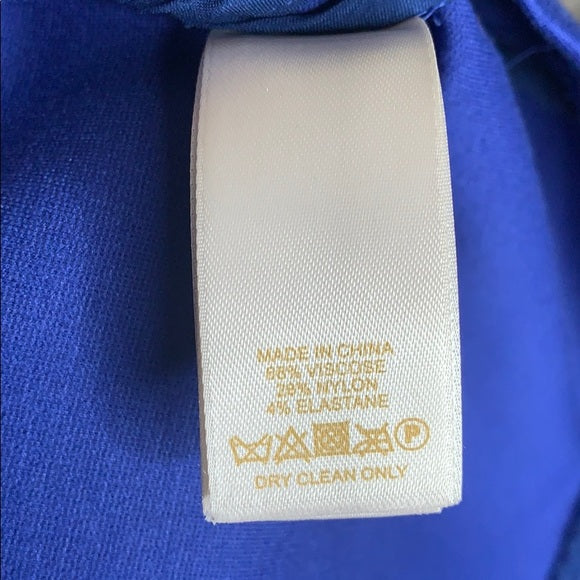 MADE IN CHINA
68% VISCOSE
28% NYLON
4% ELASTANE
P
DRY CLEAN ONLY